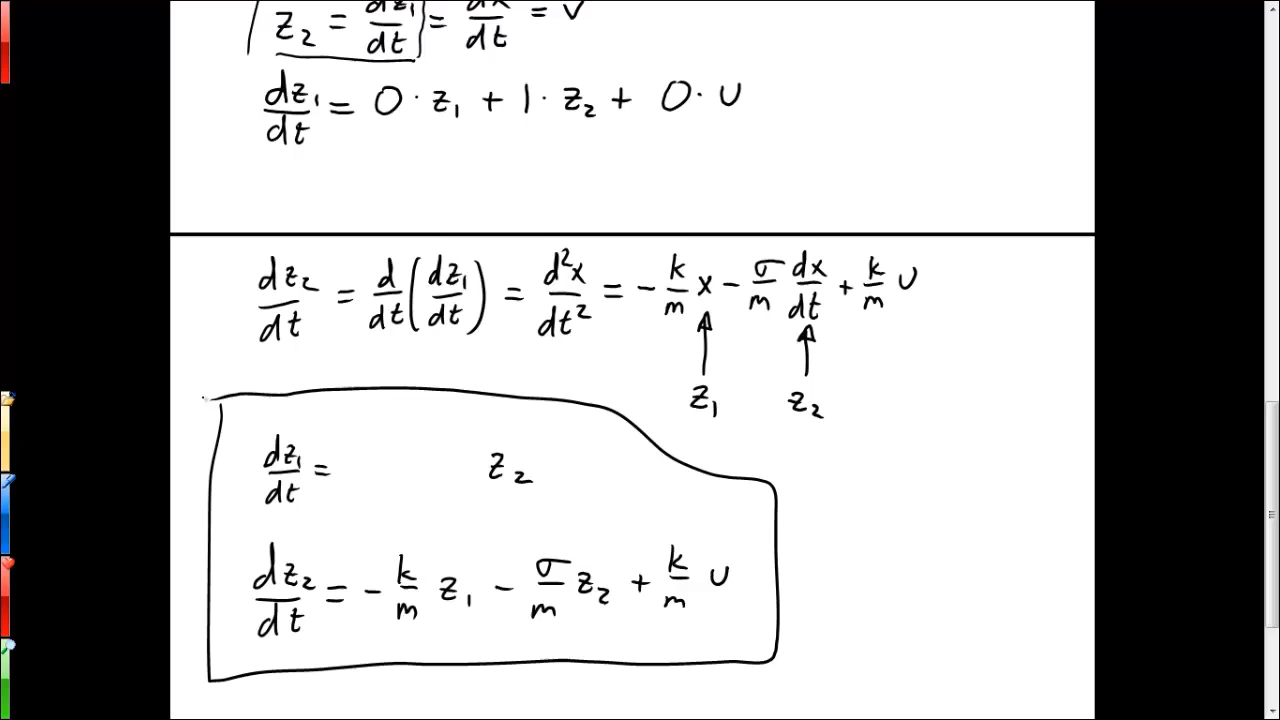 z₂ = dz₁/dt = dx/dt = v
dz₁/dt = 0 · z₁ + 1 · z₂ + 0 · u
dz₂/dt = d/dt (dz₁/dt) = d²x/dt² = - k/m x - σ/m dx/dt + k/m u
z₁ z₂
dz₁/dt = z₂
dz₂/dt = - k/m z₁ - σ/m z₂ + k/m u